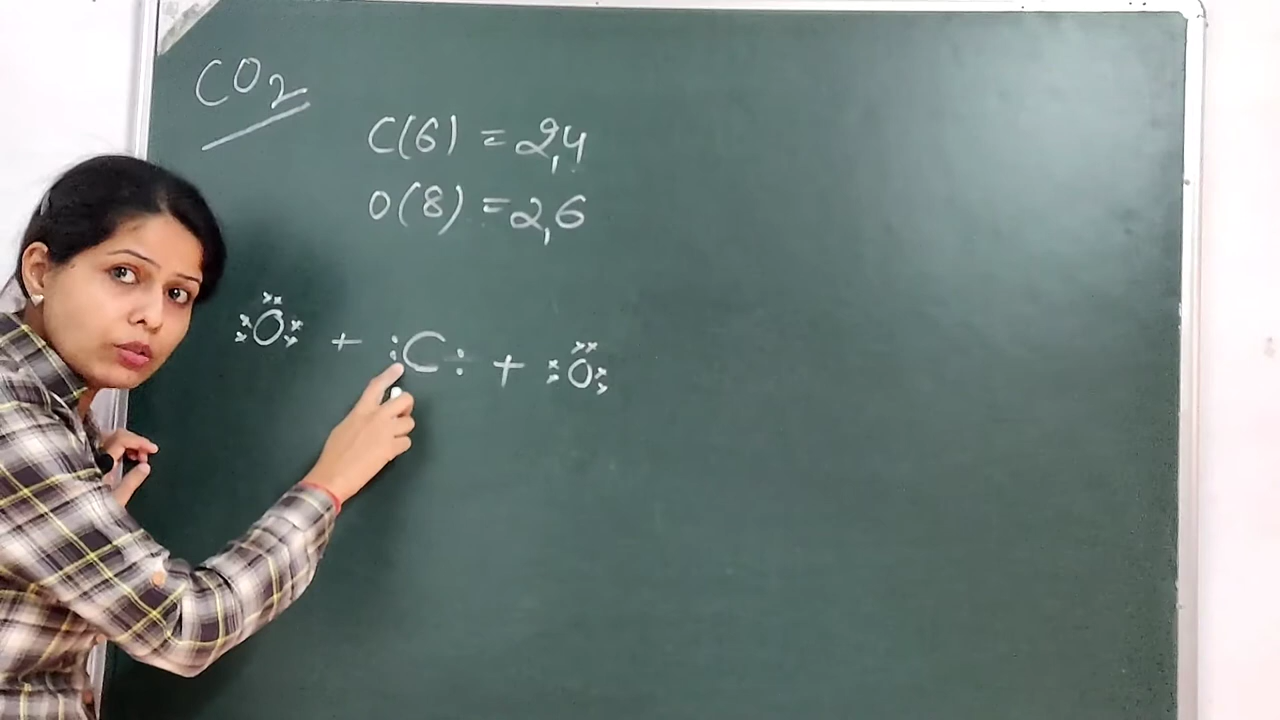 CO₂
C(6) = 2,4
O(8) = 2,6
O + C + O